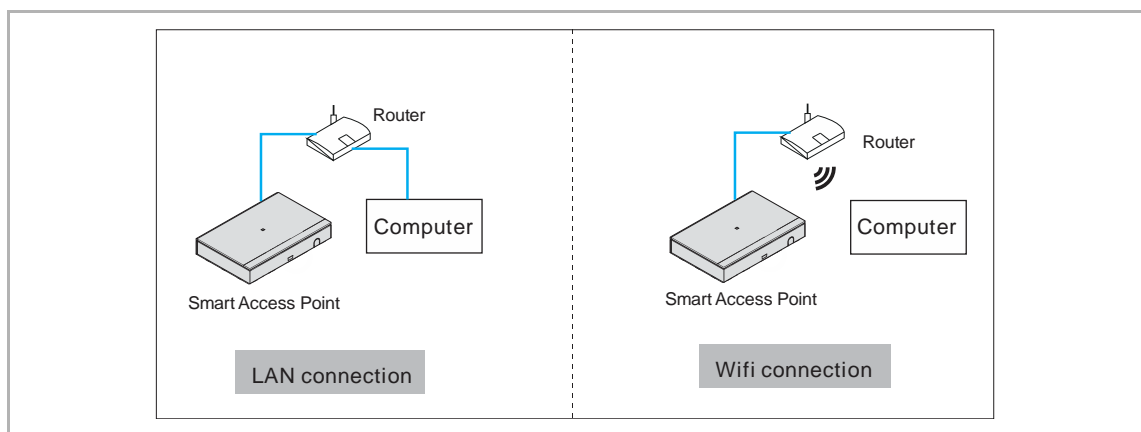 Router
Computer
Smart Access Point
LAN connection
Router
Computer
Smart Access Point
Wifi connection